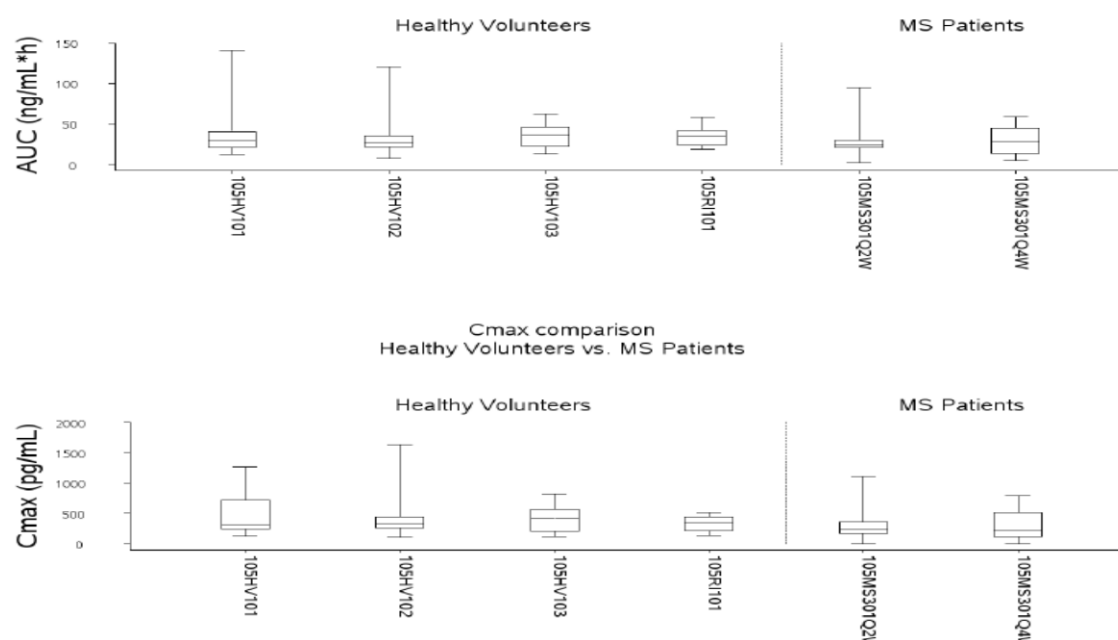 Healthy Volunteers MS Patients
AUC (ng/mL*h)
150
100
50
0
105HV101
105HV102
105HV103
105RI101
105MS301Q2W
105MS301Q4W
Cmax comparison
Healthy Volunteers vs. MS Patients
Healthy Volunteers MS Patients
Cmax (pg/mL)
2000
1500
1000
500
0
105HV101
105HV102
105HV103
105RI101